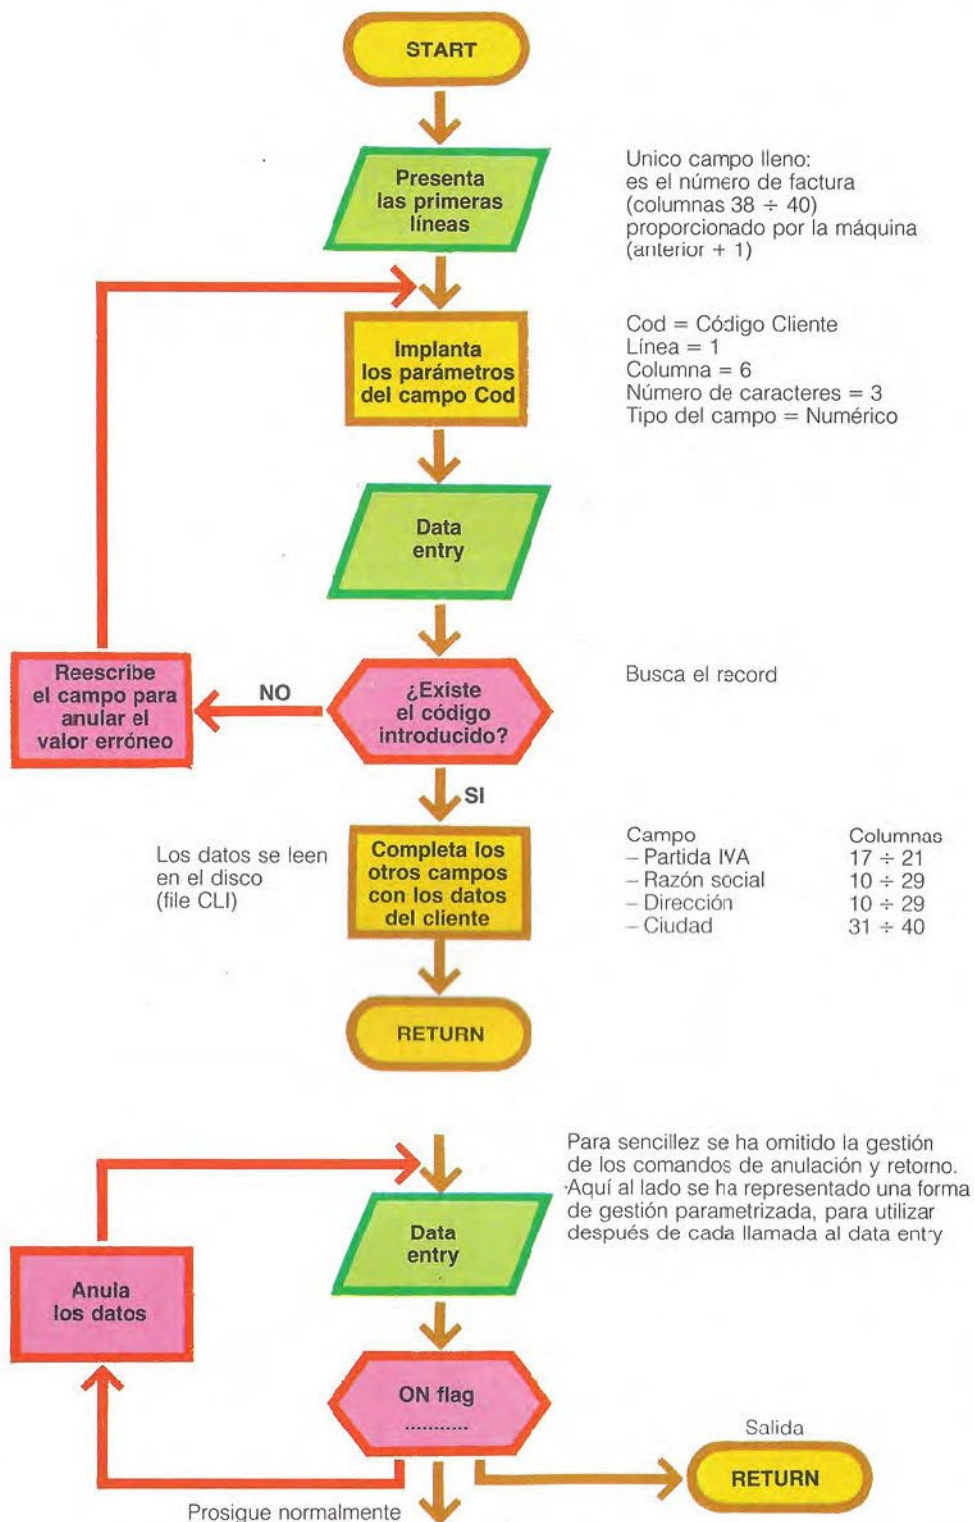 START
Presenta
las primeras
líneas
Unico campo lleno:
es el número de factura
(columnas 38 ÷ 40)
proporcionado por la máquina
(anterior + 1)
Implanta
los parámetros
del campo Cod
Cod = Código Cliente
Línea = 1
Columna = 6
Número de caracteres = 3
Tipo del campo = Numérico
Data
entry
Reescribe
el campo para
anular el
valor erróneo
NO
¿Existe
el código
introducido?
Busca el record
SI
Los datos se leen
en el disco
(file CLI)
Completa los
otros campos
con los datos
del cliente
Campo Columnas
– Partida IVA 17 ÷ 21
– Razón social 10 ÷ 29
– Dirección 10 ÷ 29
– Ciudad 31 ÷ 40
RETURN
Para sencillez se ha omitido la gestión
de los comandos de anulación y retorno.
Aquí al lado se ha representado una forma
de gestión parametrizada, para utilizar
después de cada llamada al data entry
Data
entry
Anula
los datos
ON flag
...........
Salida
RETURN
Prosigue normalmente